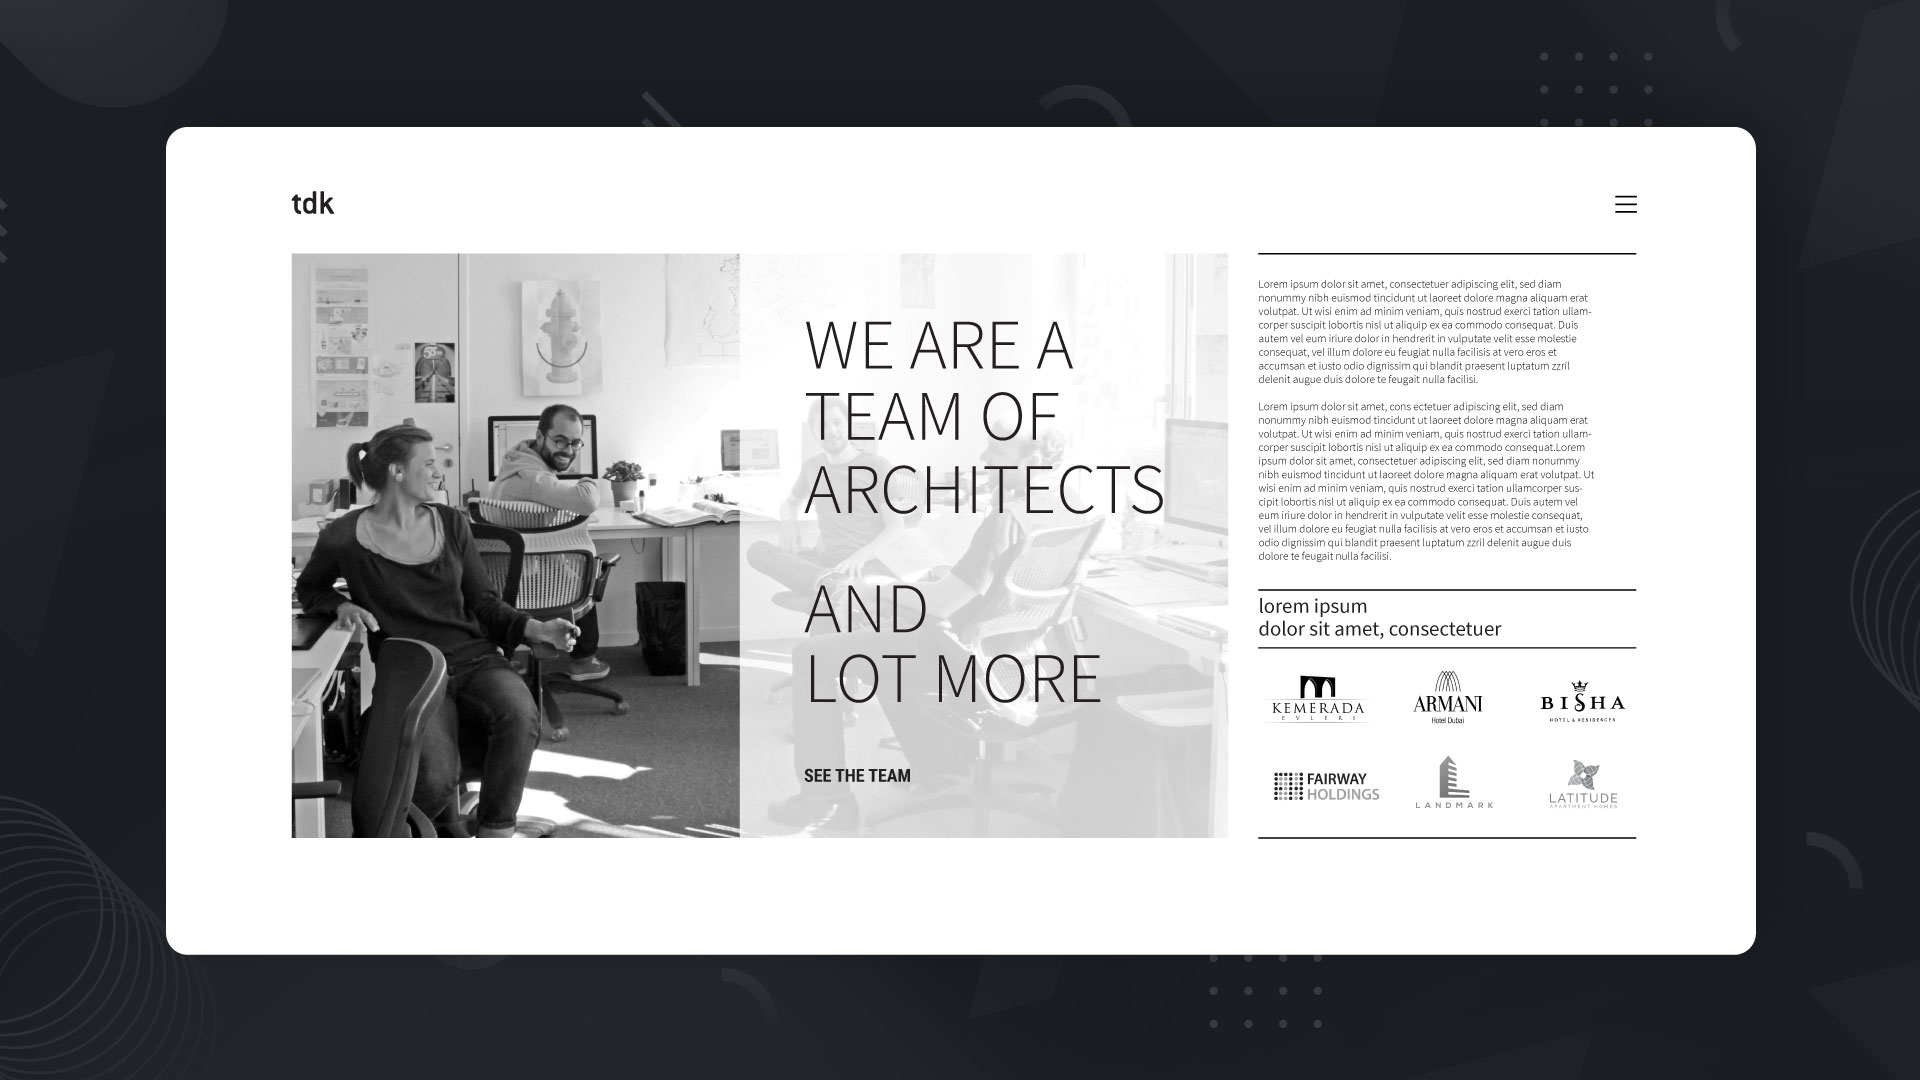 tdk
WE ARE A
TEAM OF
ARCHITECTS
AND
LOT MORE
SEE THE TEAM
Lorem ipsum dolor sit amet, consectetuer adipiscing elit, sed diam
nonummy nibh euismod tincidunt ut laoreet dolore magna aliquam erat
volutpat. Ut wisi enim ad minim veniam, quis nostrud exerci tation ullam-
corper suscipit lobortis nisl ut aliquip ex ea commodo consequat. Duis
autem vel eum iriure dolor in hendrerit in vulputate velit esse molestie
consequat, vel illum dolore eu feugiat nulla facilisis at vero eros et
accumsan et iusto odio dignissim qui blandit praesent luptatum zzril
delenit augue duis dolore te feugait nulla facilisi.
Lorem ipsum dolor sit amet, cons ectetuer adipiscing elit, sed diam
nonummy nibh euismod tincidunt ut laoreet dolore magna aliquam erat
volutpat. Ut wisi enim ad minim veniam, quis nostrud exerci tation ullam-
corper suscipit lobortis nisl ut aliquip ex ea commodo consequat.Lorem
ipsum dolor sit amet, consectetuer adipiscing elit, sed diam nonummy
nibh euismod tincidunt ut laoreet dolore magna aliquam erat volutpat. Ut
wisi enim ad minim veniam, quis nostrud exerci tation ullamcorper sus-
cipit lobortis nisl ut aliquip ex ea commodo consequat. Duis autem vel
eum iriure dolor in hendrerit in vulputate velit esse molestie consequat,
vel illum dolore eu feugiat nulla facilisis at vero eros et accumsan et iusto
odio dignissim qui blandit praesent luptatum zzril delenit augue duis
dolore te feugait nulla facilisi.
lorem ipsum
dolor sit amet, consectetuer
KEMERADA
EVLERI
ARMANI
Hotel Dubai
BISHA
HOTEL & RESIDENCES
FAIRWAY
HOLDINGS
LANDMARK
LATITUDE
APARTMENT HOMES